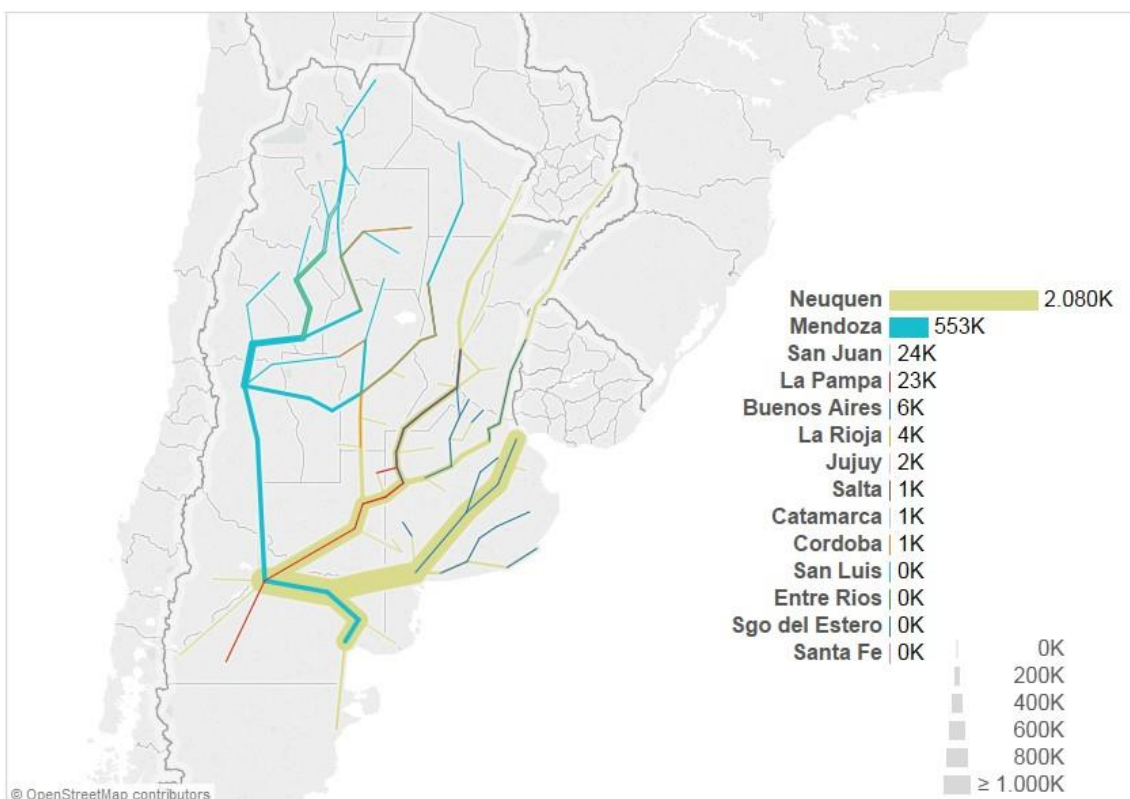 Neuquen 2.080K
Mendoza 553K
San Juan 24K
La Pampa 23K
Buenos Aires 6K
La Rioja 4K
Jujuy 2K
Salta 1K
Catamarca 1K
Cordoba 1K
San Luis 0K
Entre Rios 0K
Sgo del Estero 0K
Santa Fe 0K
0K
200K
400K
600K
800K
≥ 1.000K
© OpenStreetMap contributors